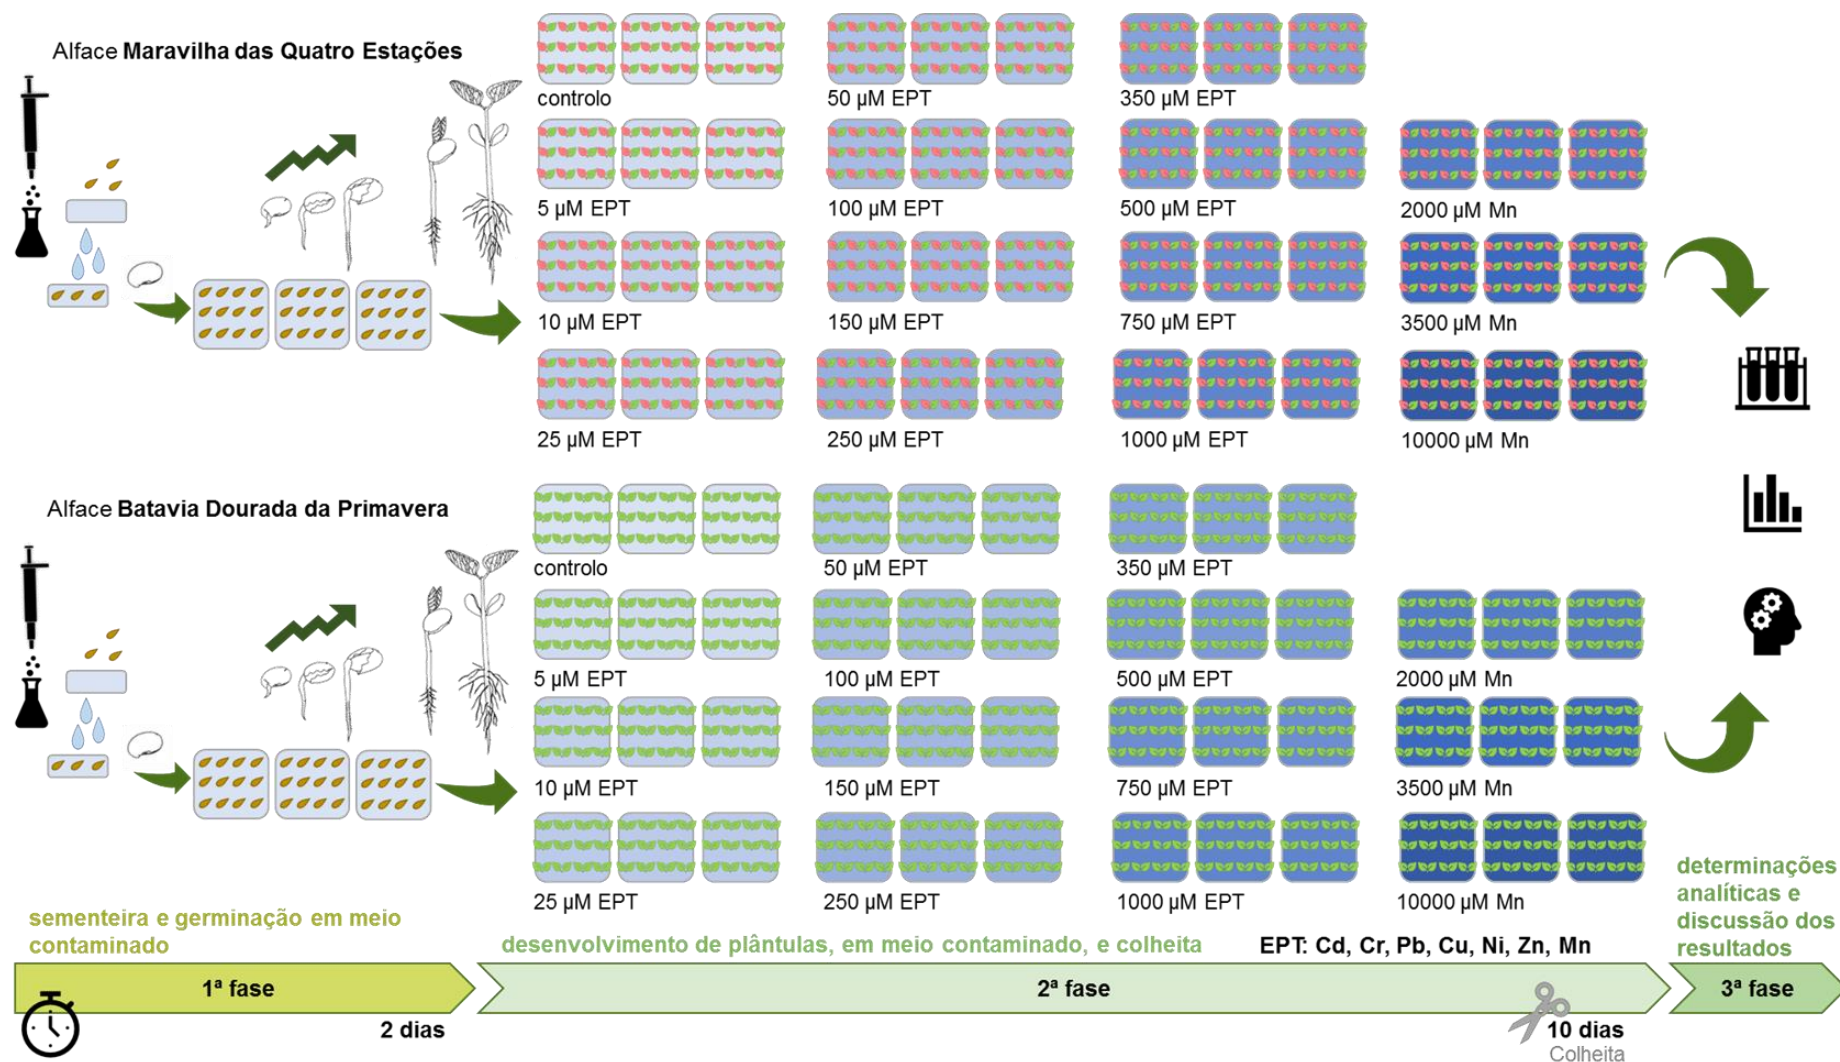 Alface Maravilha das Quatro Estações
controlo
50 µM EPT
350 µM EPT
5 µM EPT
100 µM EPT
500 µM EPT
2000 µM Mn
10 µM EPT
150 µM EPT
750 µM EPT
3500 µM Mn
25 µM EPT
250 µM EPT
1000 µM EPT
10000 µM Mn
Alface Batavia Dourada da Primavera
controlo
50 µM EPT
350 µM EPT
5 µM EPT
100 µM EPT
500 µM EPT
2000 µM Mn
10 µM EPT
150 µM EPT
750 µM EPT
3500 µM Mn
25 µM EPT
250 µM EPT
1000 µM EPT
10000 µM Mn
sementeira e germinação em meio
contaminado
desenvolvimento de plântulas, em meio contaminado, e colheita
EPT: Cd, Cr, Pb, Cu, Ni, Zn, Mn
determinações
analíticas e
discussão dos
resultados
1ª fase
2ª fase
3ª fase
2 dias
10 dias
Colheita